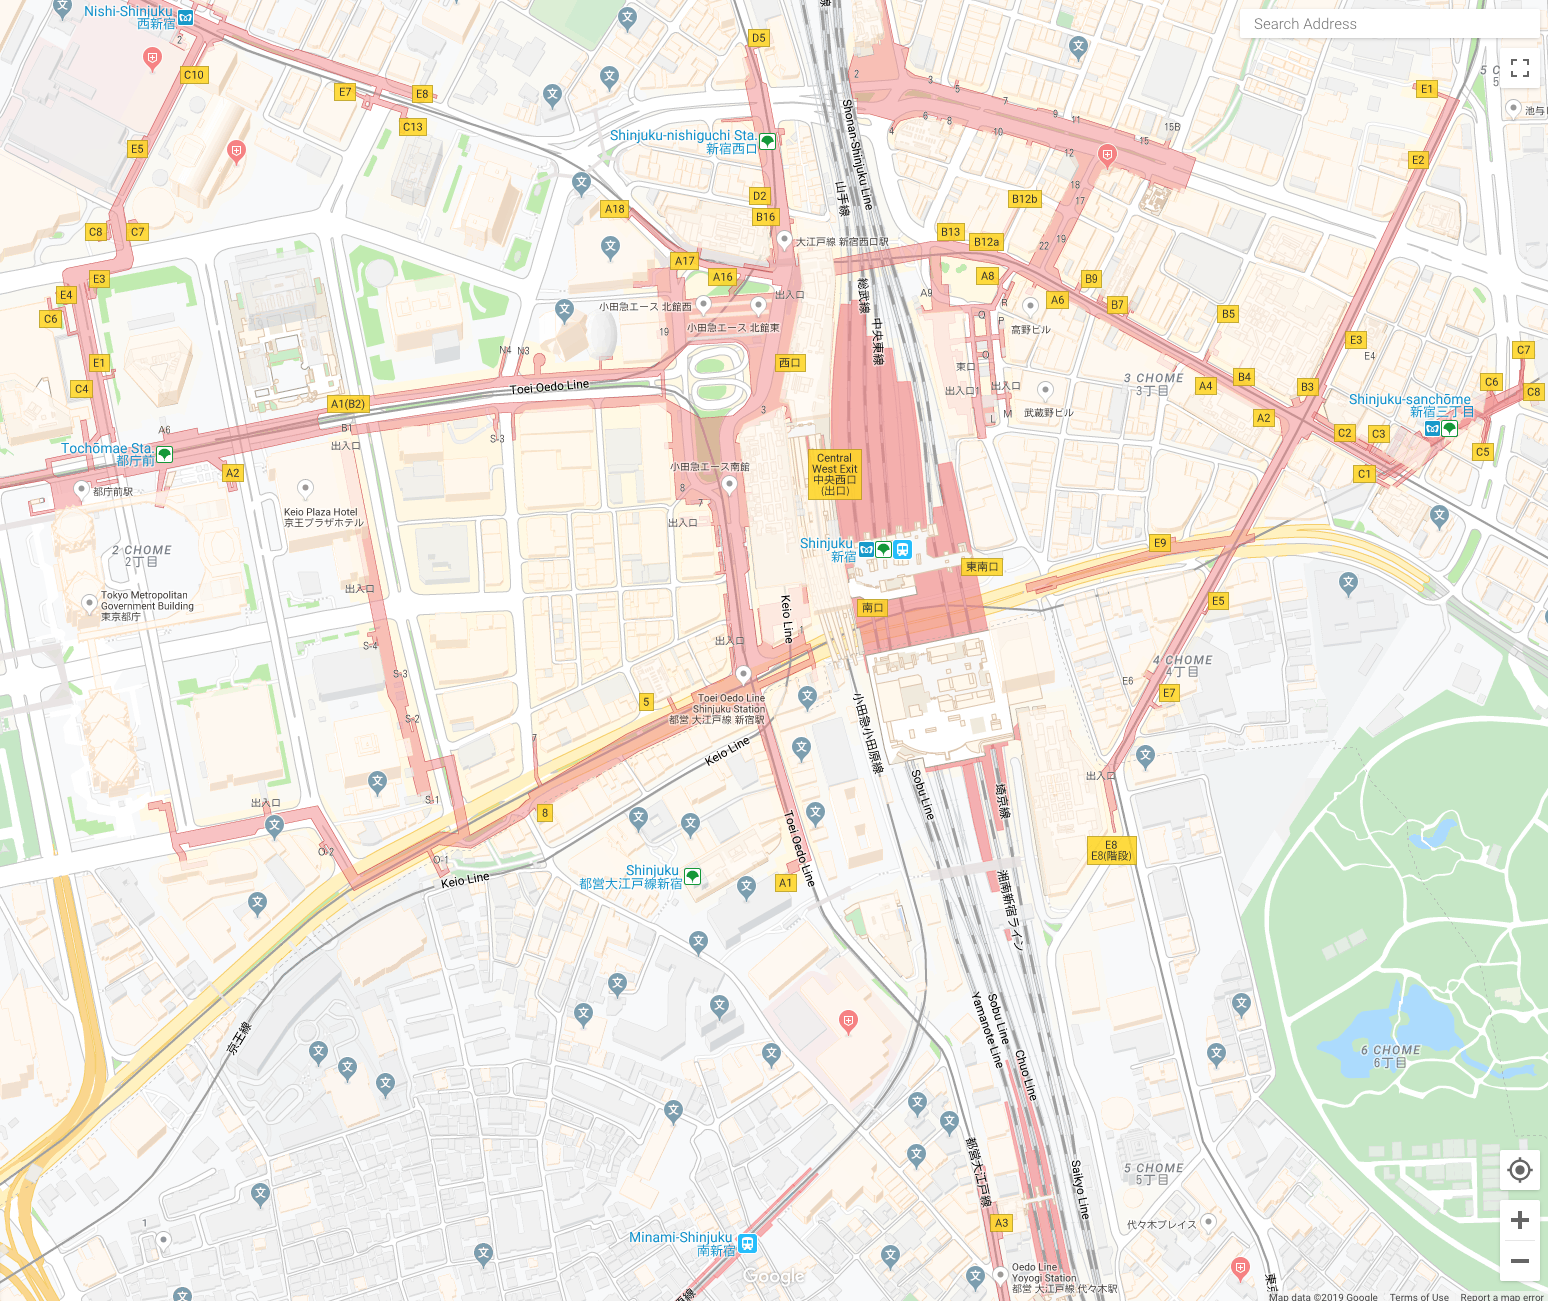 Nishi-Shinjuku
西新宿
2
C10
E7
E8
C13
E5
D5
Search Address
2
3
5
7
4
6
8
9
10
11
12
15
15B
E1
5 CHOME
池与
Shinjuku-nishiguchi Sta.
新宿西口
Shonan-Shinjuku Line
山手線
E2
18
17
D2
B16
A18
B12b
C8
C7
大江戸線 新宿西口駅
B13
B12a
22
19
A17
A16
E3
E4
C6
出入口
総武線
中央東線
A8
A9
A6
B9
B7
B5
R
Q
P
高野ビル
小田急エース 北館西
小田急エース 北館東
19
N4
N3
E1
C4
西口
東口
O
出入口1
出入口
L
M
武蔵野ビル
3 CHOME
3丁目
E3
E4
C7
C6
C8
B4
A4
B3
A2
Shinjuku-sanchōme
新宿三丁目
Toei Oedo Line
A1(B2)
3
A6
B1
出入口
S-3
Tochōmae Sta.
都庁前
A2
都庁前駅
C2
C3
C5
C1
Central
West Exit
中央西口
(出口)
小田急エース南館
8
7
出入口
Keio Plaza Hotel
京王プラザホテル
2 CHOME
2丁目
Shinjuku
新宿
E9
東南口
出入口
Tokyo Metropolitan
Government Building
東京都庁
Keio Line
南口
1
E5
出入口
S-4
S-3
4 CHOME
4丁目
E6
E7
5
Toei Oedo Line
Shinjuku Station
都営 大江戸線 新宿駅
S-2
7
Keio Line
小田急小田原線
出入口
S-1
出入口
8
O-2
O-1
Sobu Line
埼京線
Toei Oedo Line
E8
E8(階段)
Shinjuku
都営大江戸線新宿
A1
Keio Line
湘南新宿ライン
京王線
Sobu Line
Yamanote Line
Chuo Line
6 CHOME
6丁目
都営大江戸線
Saikyo Line
5 CHOME
5丁目
1
A3
代々木プレイス
Minami-Shinjuku
南新宿
Google
Oedo Line
Yoyogi Station
都営 大江戸線 代々木駅
Map data ©2019 Google
Terms of Use
Report a map error